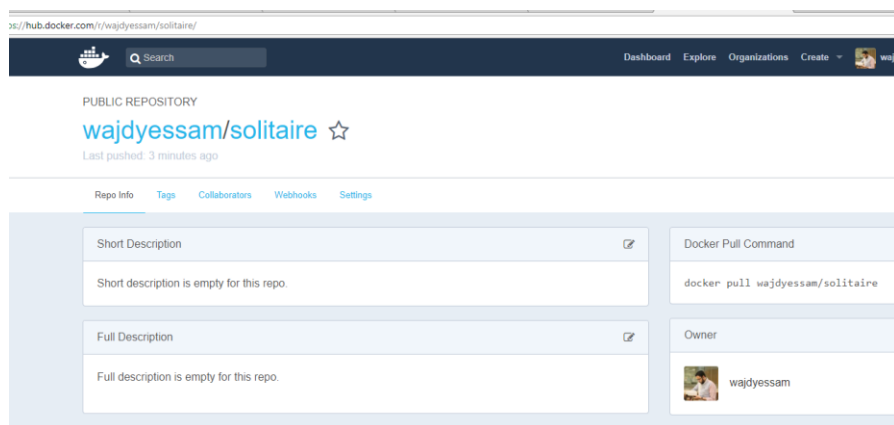 ps://hub.docker.com/r/wajdyessam/solitaire/
Search
Dashboard Explore Organizations Create waj
PUBLIC REPOSITORY
wajdyessam/solitaire
Last pushed: 3 minutes ago
Repo Info Tags Collaborators Webhooks Settings
Short Description
Short description is empty for this repo.
Full Description
Full description is empty for this repo.
Docker Pull Command
docker pull wajdyessam/solitaire
Owner
wajdyessam